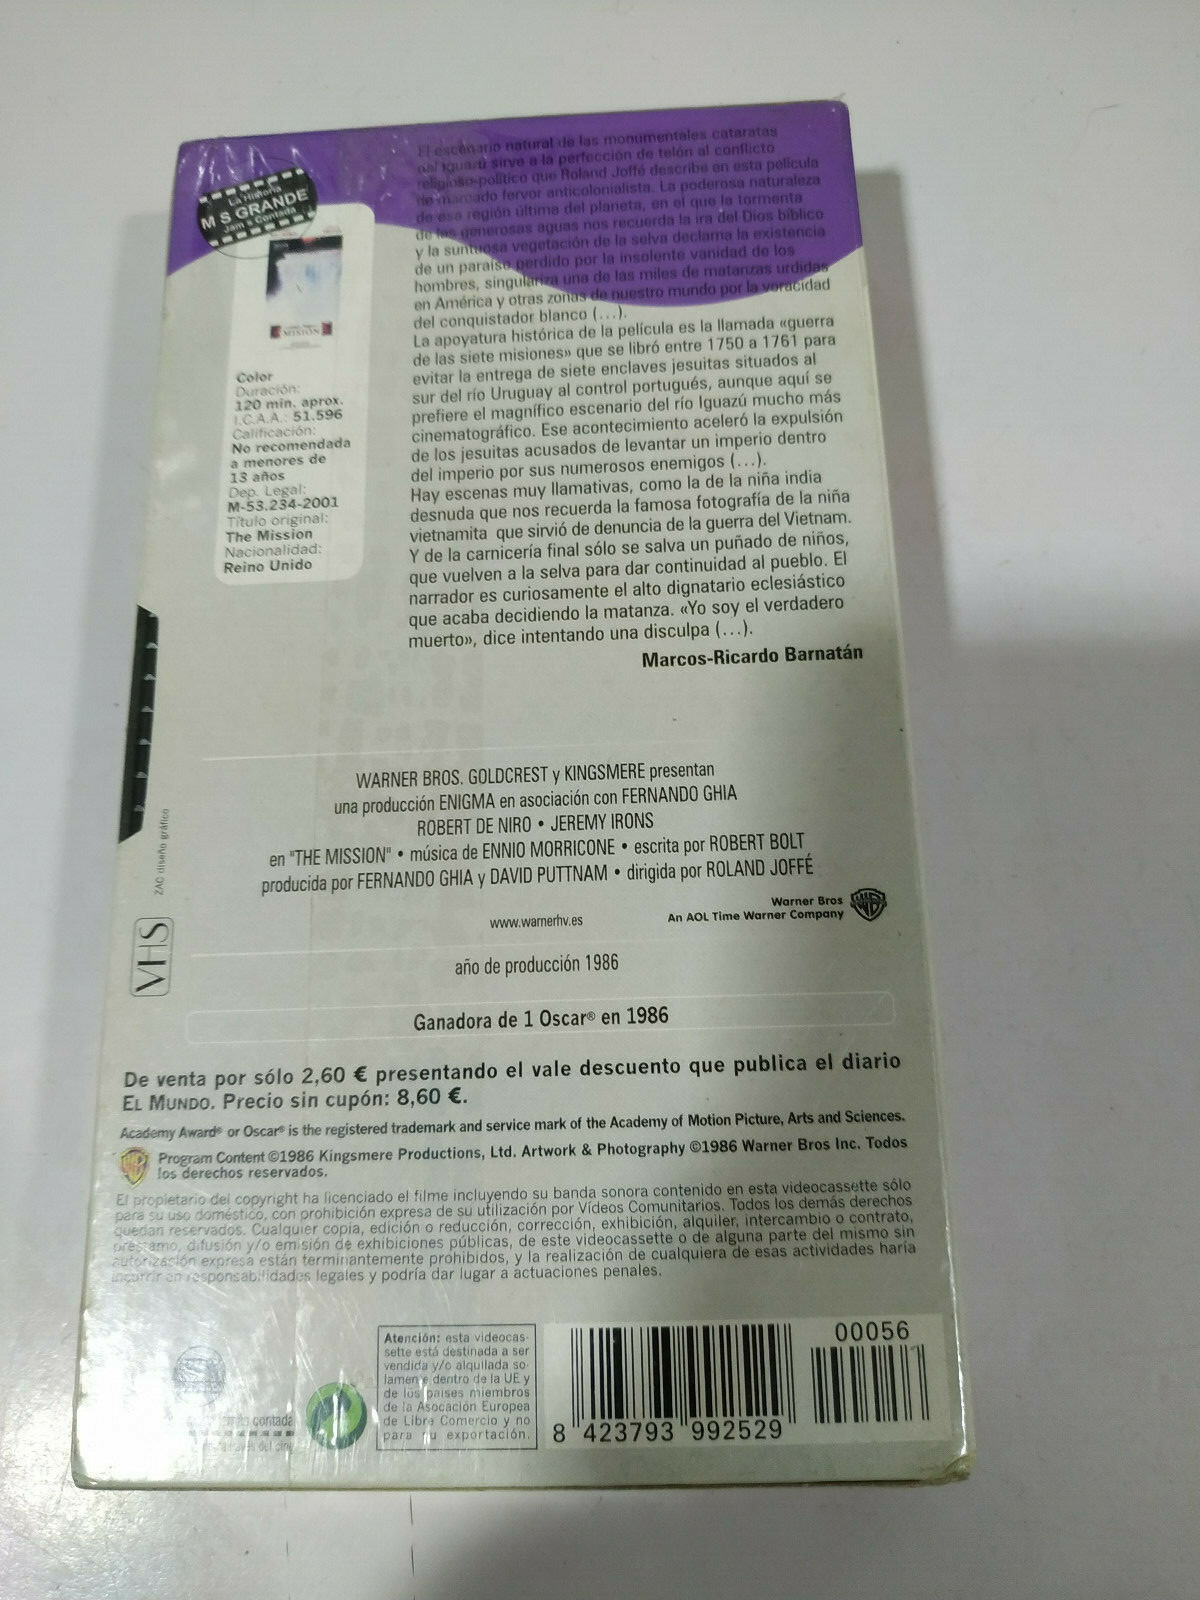 La Historia
M S GRANDE
Jam s Contada
El escenario natural de las monumentales cataratas
del Iguazú sirve a la perfección de telón al conflicto
religioso-político que Roland Joffé describe en esta película
de marcado fervor anticolonialista. La poderosa naturaleza
de esa región última del planeta, en el que la tormenta
de las generosas aguas nos recuerda la ira del Dios bíblico
y la suntuosa vegetación de la selva declama la existencia
de un paraíso perdido por la insolente vanidad de los
hombres, singulariza una de las miles de matanzas urdidas
en América y otras zonas de nuestro mundo por la voracidad
del conquistador blanco (...).
La apoyatura histórica de la película es la llamada «guerra
de las siete misiones» que se libró entre 1750 a 1761 para
evitar la entrega de siete enclaves jesuitas situados al
sur del río Uruguay al control portugués, aunque aquí se
prefiere el magnífico escenario del río Iguazú mucho más
cinematográfico. Ese acontecimiento aceleró la expulsión
de los jesuitas acusados de levantar un imperio dentro
del imperio por sus numerosos enemigos (...).
Hay escenas muy llamativas, como la de la niña india
desnuda que nos recuerda la famosa fotografía de la niña
vietnamita que sirvió de denuncia de la guerra del Vietnam.
Y de la carnicería final sólo se salva un puñado de niños,
que vuelven a la selva para dar continuidad al pueblo. El
narrador es curiosamente el alto dignatario eclesiástico
que acaba decidiendo la matanza. «Yo soy el verdadero
muerto», dice intentando una disculpa (...).
Marcos-Ricardo Barnatán
MISSION
Color
Duración:
120 min. aprox.
I.C.A.A.: 51.596
Calificación:
No recomendada
a menores de
13 años
Dep. Legal:
M-53.234-2001
Título original:
The Mission
Nacionalidad:
Reino Unido
ZAC diseño gráfico
VHS
WARNER BROS. GOLDCREST y KINGSMERE presentan
una producción ENIGMA en asociación con FERNANDO GHIA
ROBERT DE NIRO • JEREMY IRONS
en "THE MISSION" • música de ENNIO MORRICONE • escrita por ROBERT BOLT
producida por FERNANDO GHIA y DAVID PUTTNAM • dirigida por ROLAND JOFFÉ
www.warnerhv.es
Warner Bros
An AOL Time Warner Company
año de producción 1986
Ganadora de 1 Oscar® en 1986
De venta por sólo 2,60 € presentando el vale descuento que publica el diario
EL MUNDO. Precio sin cupón: 8,60 €.
Academy Award® or Oscar® is the registered trademark and service mark of the Academy of Motion Picture, Arts and Sciences.
Program Content ©1986 Kingsmere Productions, Ltd. Artwork & Photography ©1986 Warner Bros Inc. Todos
los derechos reservados.
El propietario del copyright ha licenciado el filme incluyendo su banda sonora contenido en esta videocassette sólo
para su uso doméstico, con prohibición expresa de su utilización por Vídeos Comunitarios. Todos los demás derechos
quedan reservados. Cualquier copia, edición o reducción, corrección, exhibición, alquiler, intercambio o contrato,
préstamo, difusión y/o emisión de exhibiciones públicas, de este videocassette o de alguna parte del mismo sin
autorización expresa están terminantemente prohibidos, y la realización de cualquiera de esas actividades haría
incurrir en responsabilidades legales y podría dar lugar a actuaciones penales.
contada
del cine
Atención: esta videocas-
sette está destinada a ser
vendida y/o alquilada so-
lamente dentro de la UE y
de los países miembros
de la Asocación Europea
de Libre Comercio y no
para su exportación.
8 423793 992529
00056